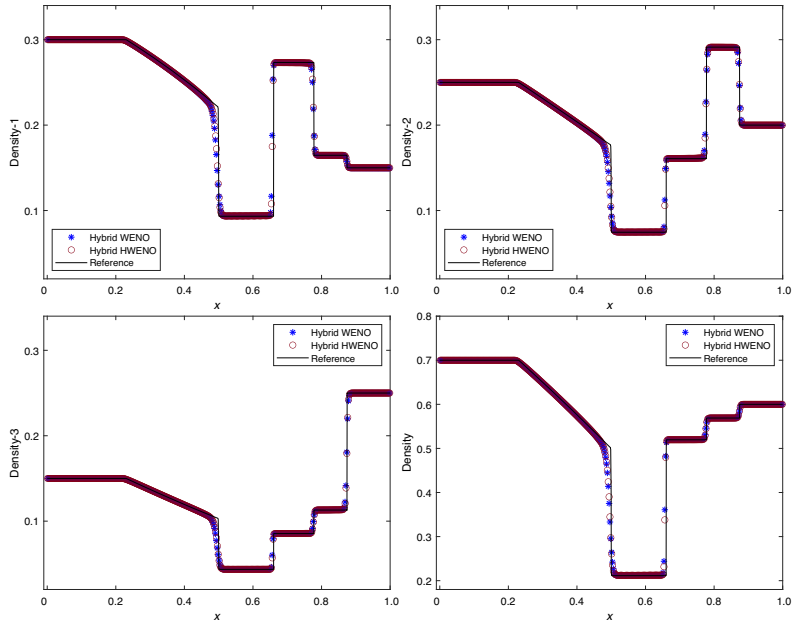 0.3
0.2
0.1
Density-1
Hybrid WENO
Hybrid HWENO
Reference
0 0.2 0.4 0.6 0.8 1.0
x
0.3
0.2
0.1
Density-2
Hybrid WENO
Hybrid HWENO
Reference
0 0.2 0.4 0.6 0.8 1.0
x
0.3
0.2
0.1
Density-3
Hybrid WENO
Hybrid HWENO
Reference
0 0.2 0.4 0.6 0.8 1.0
x
0.8
0.7
0.6
0.5
0.4
0.3
0.2
Density
Hybrid WENO
Hybrid HWENO
Reference
0 0.2 0.4 0.6 0.8 1.0
x